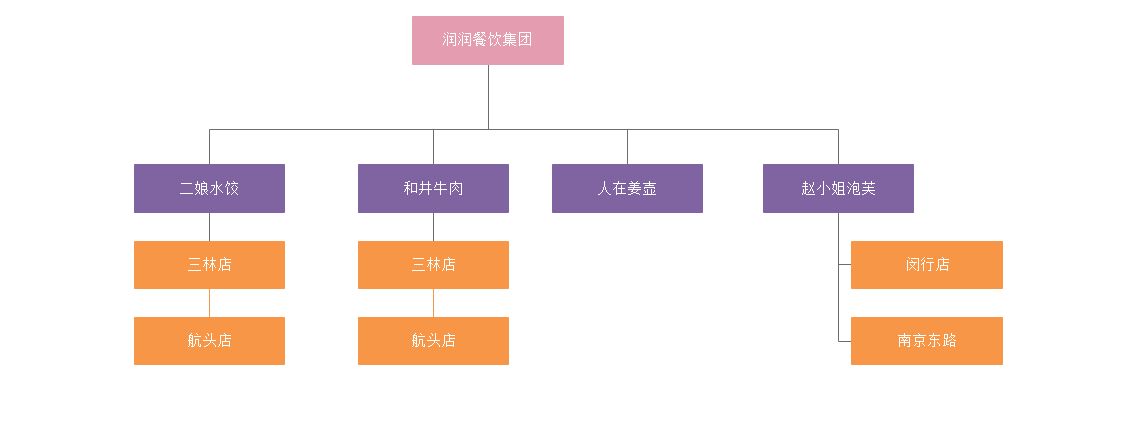 润润餐饮集团
二娘水饺
和井牛肉
人在姜壶
赵小姐泡芙
三林店
三林店
闵行店
航头店
航头店
南京东路